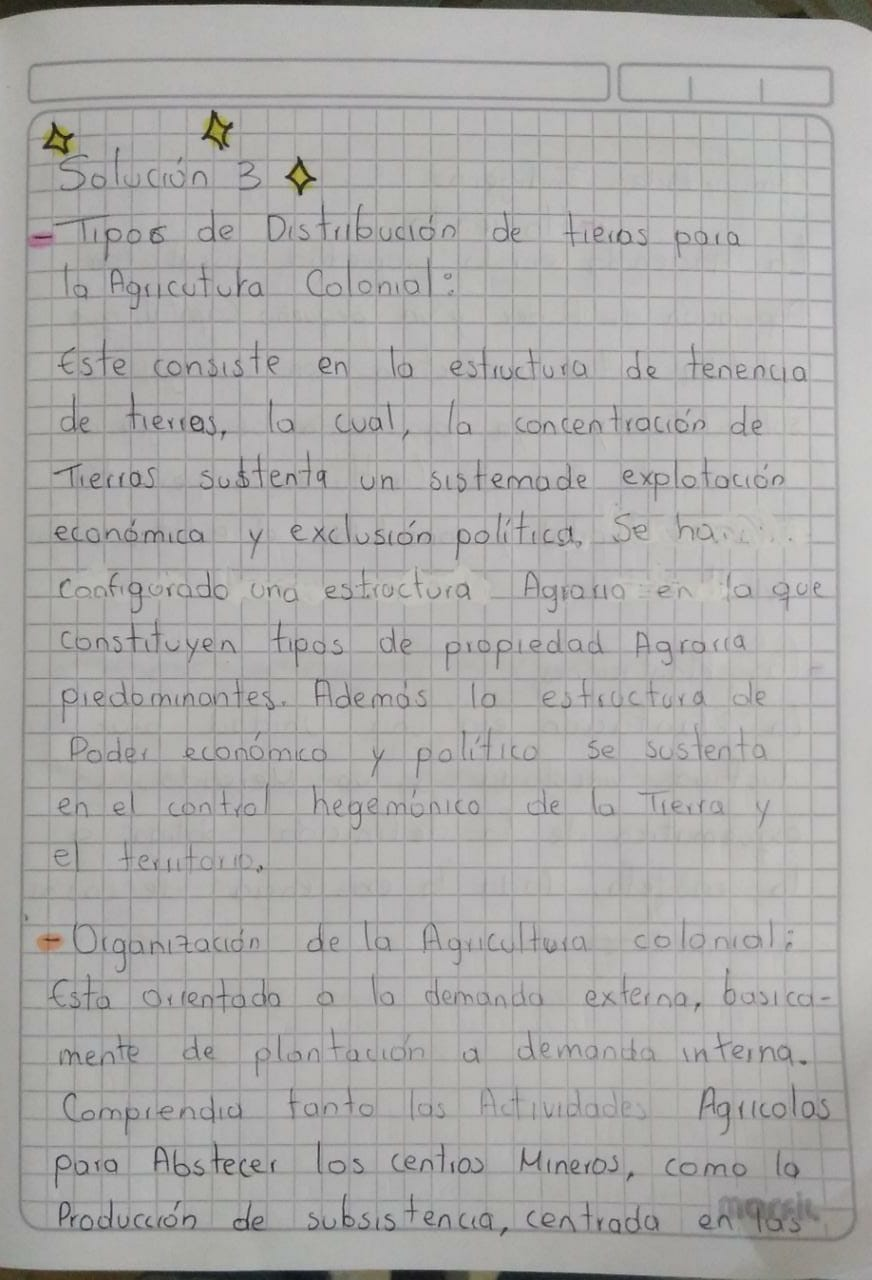 Solución 3
- Tipos de Distribución de tieras para
la Agricutura Colonial:
Este consiste en la estructura de tenencia
de tierras, la cual, la concentración de
Tierras sustenta un sistemade explotación
económica y exclusión política, Se ha
configurado una estructura Agraria en la que
constituyen tipos de propiedad Agraria
predominantes. Además la estructura de
Poder económico y político se sustenta
en el control hegemónico de la Tierra y
el territorio.
- Organización de la Agricultura colonial:
Esta orientada a la demanda externa, basica-
mente de plantación a demanda interna.
Comprendia tanto las Actividades Agricolas
para Abstecer los centros Mineros, como la
Producción de subsistencia, centrada en las